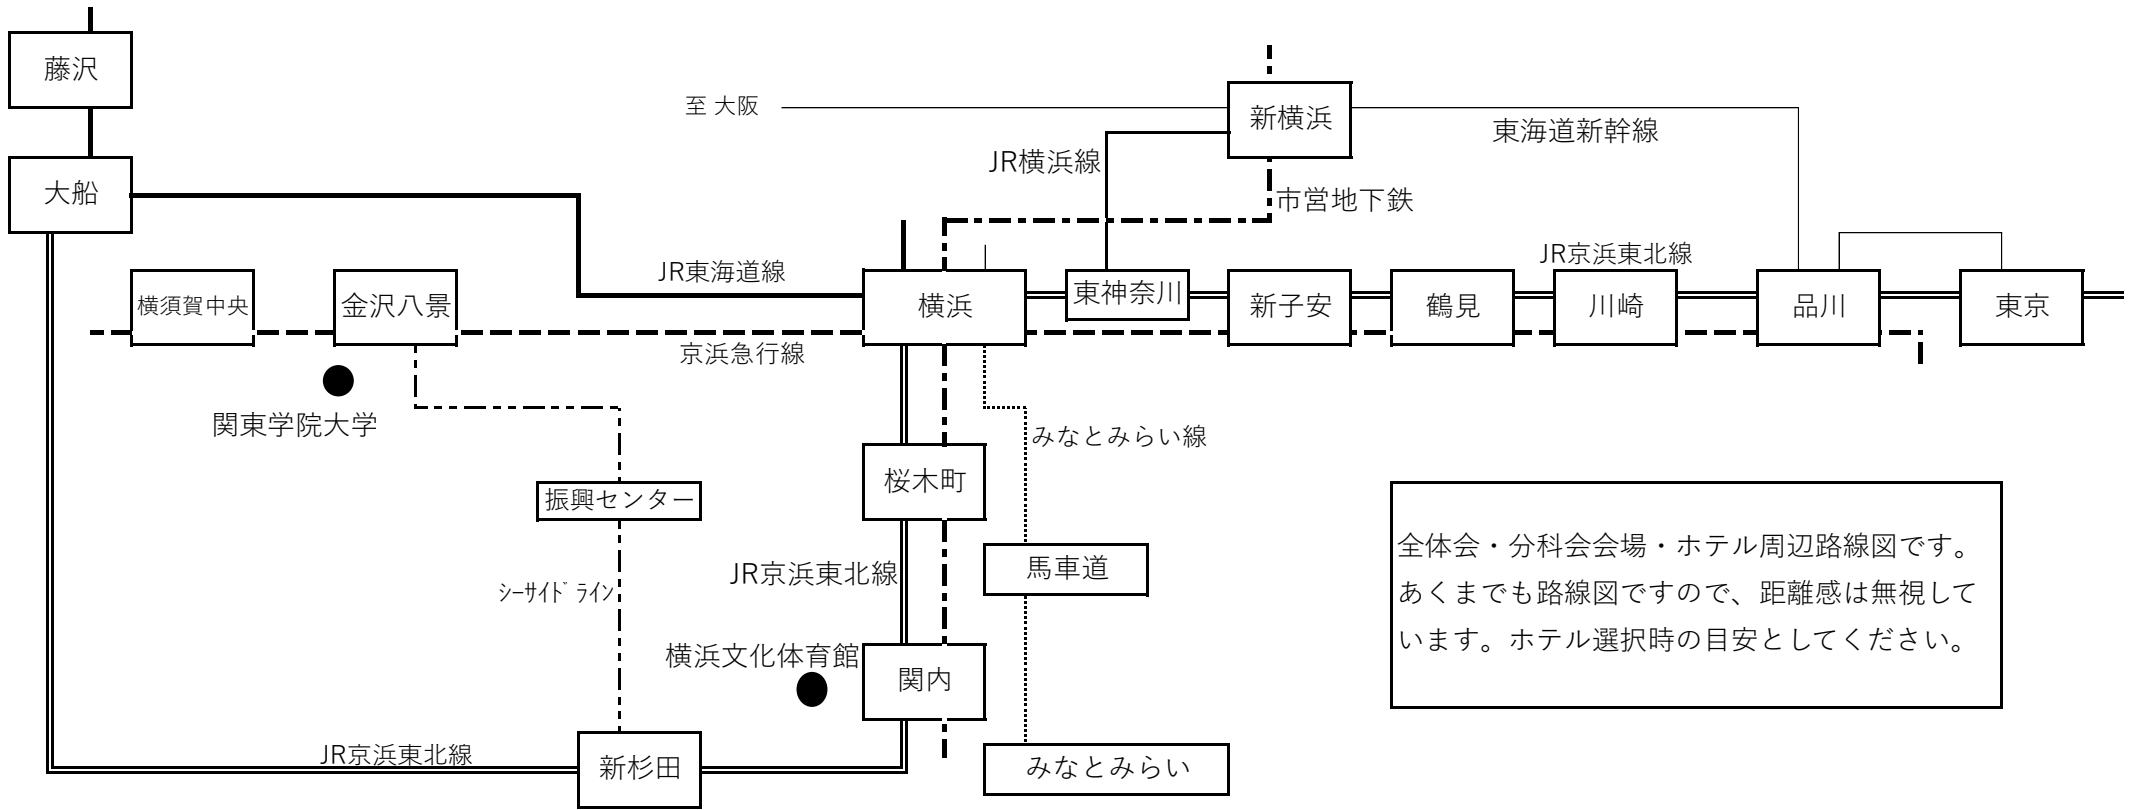 藤沢
至 大阪
新横浜
東海道新幹線
JR横浜線
大船
市営地下鉄
JR京浜東北線
JR東海道線
横須賀中央
金沢八景
横浜
東神奈川
新子安
鶴見
川崎
品川
東京
京浜急行線
関東学院大学
みなとみらい線
桜木町
振興センター
馬車道
JR京浜東北線
シーサイドライン
横浜文化体育館
関内
JR京浜東北線
新杉田
みなとみらい
全体会・分科会会場・ホテル周辺路線図です。
あくまでも路線図ですので、距離感は無視して
います。ホテル選択時の目安としてください。